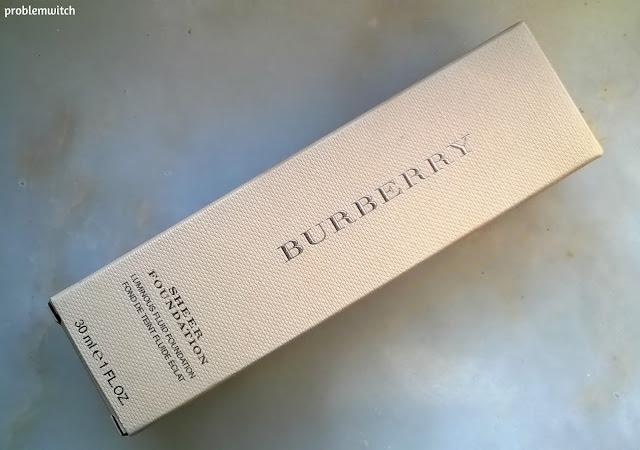 problemwitch
BURBERRY
SHEER
FOUNDATION
LUMINOUS FLUID FOUNDATION
FOND DE TEINT FLUIDE ÉCLAT
30 ml e 1 FL.OZ.